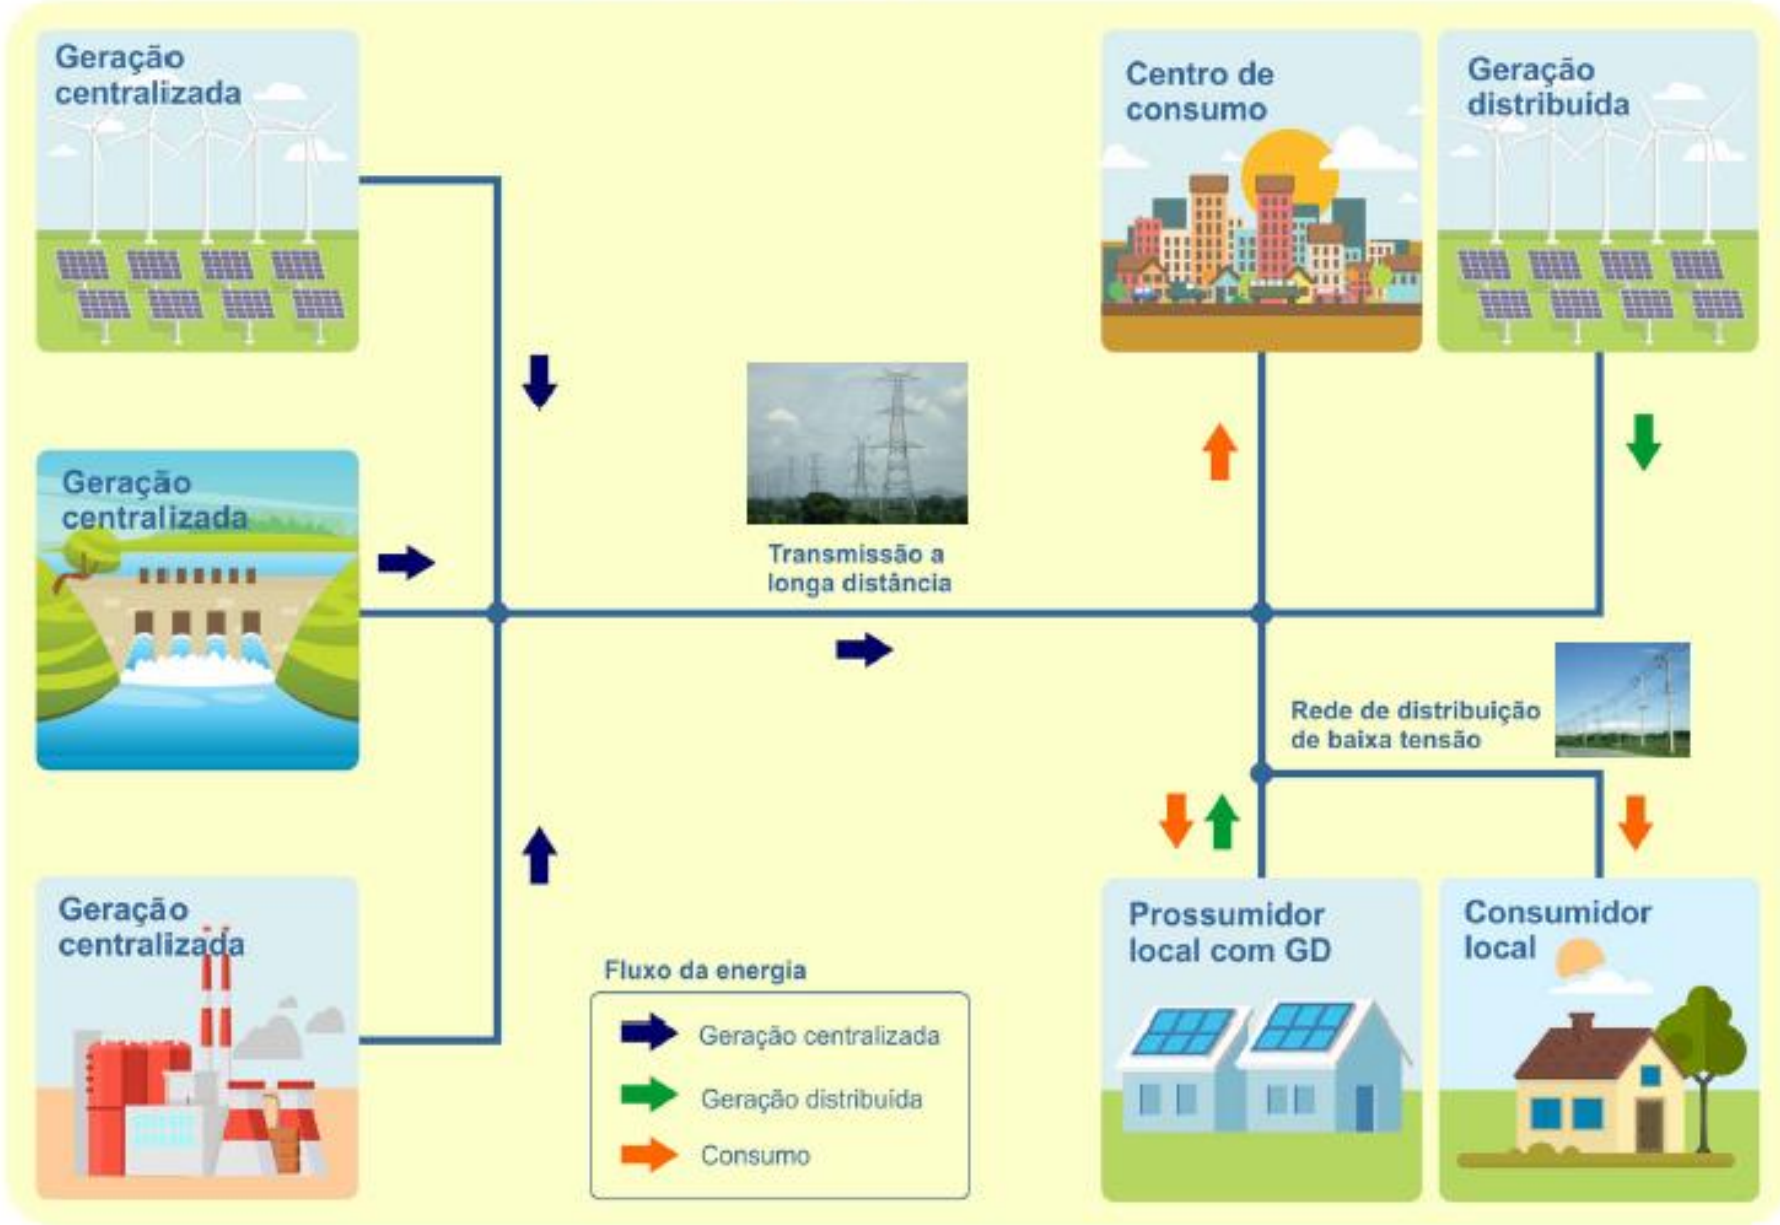 Geração
centralizada
Centro de
consumo
Geração
distribuída
Geração
centralizada
Transmissão a
longa distância
Rede de distribuição
de baixa tensão
Geração
centralizada
Fluxo da energia
Geração centralizada
Geração distribuída
Consumo
Prossumidor
local com GD
Consumidor
local